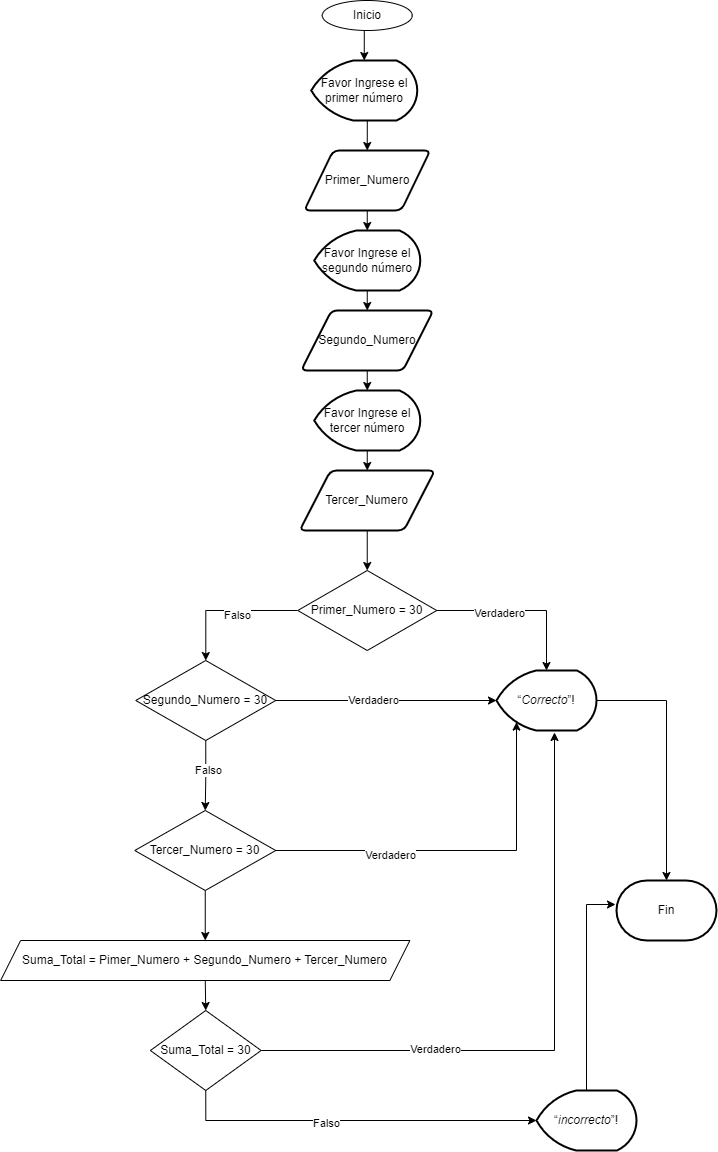 Inicio
Favor Ingrese el
primer número
Primer_Numero
Favor Ingrese el
segundo número
Segundo_Numero
Favor Ingrese el
tercer número
Tercer_Numero
Primer_Numero = 30
Falso
Verdadero
Segundo_Numero = 30
Verdadero
“Correcto”!
Falso
Tercer_Numero = 30
Verdadero
Fin
Suma_Total = Pimer_Numero + Segundo_Numero + Tercer_Numero
Suma_Total = 30
Verdadero
Falso
“incorrecto”!